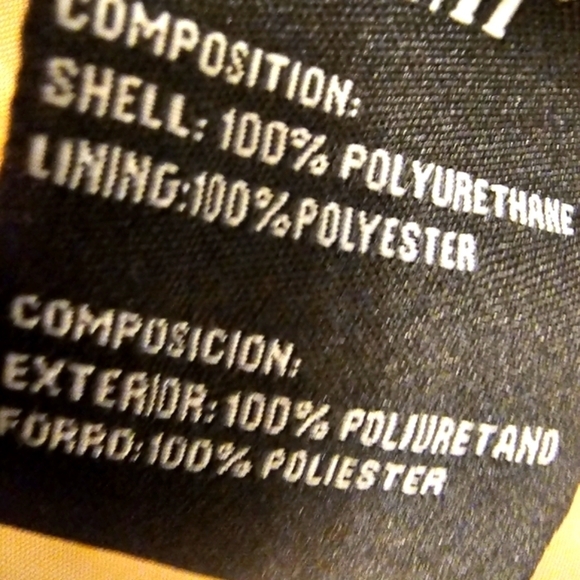 COMPOSITION:
SHELL: 100% POLYURETHANE
LINING:100%POLYESTER
COMPOSICION:
EXTERIOR: 100% POLIURETANO
FORRO:100% POLIESTER